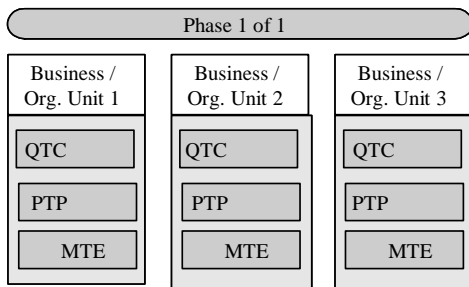 Phase 1 of 1
Business /
Org. Unit 1
QTC
PTP
MTE
Business /
Org. Unit 2
QTC
PTP
MTE
Business /
Org. Unit 3
QTC
PTP
MTE